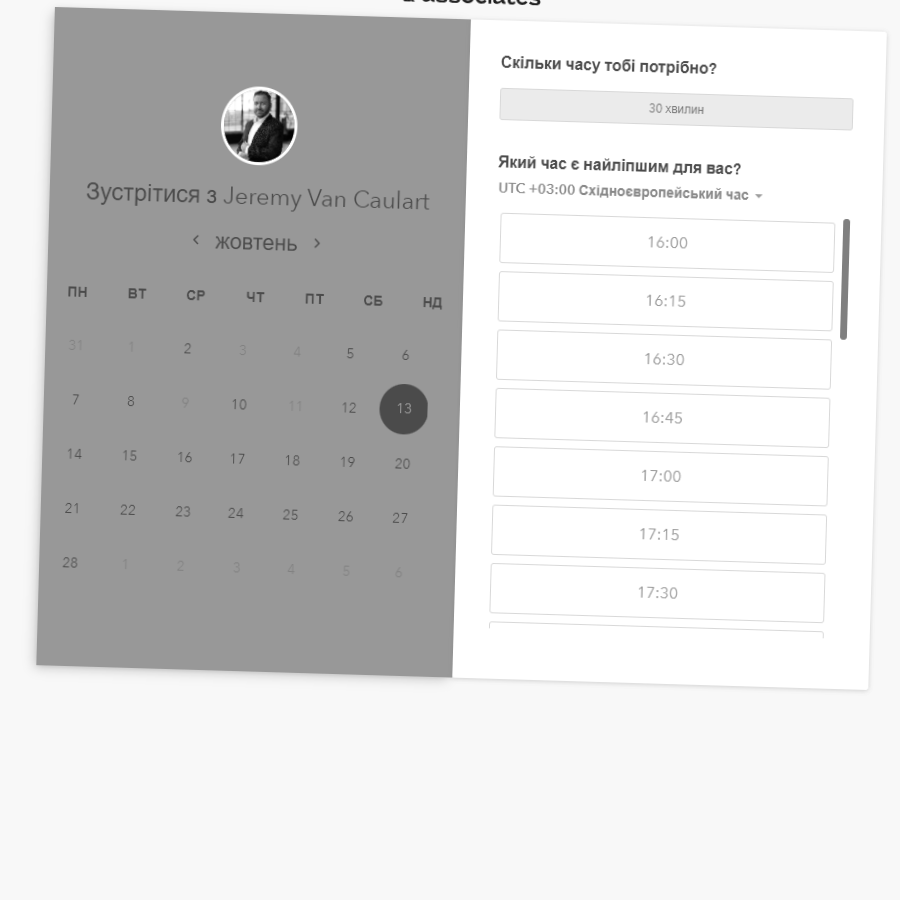 & associates
Зустрітися з Jeremy Van Caulart
жовтень
ПН ВТ СР ЧТ ПТ СБ НД
31 1 2 3 4 5 6
7 8 9 10 11 12 13
14 15 16 17 18 19 20
21 22 23 24 25 26 27
28 1 2 3 4 5 6
Скільки часу тобі потрібно?
30 хвилин
Який час є найліпшим для вас?
UTC +03:00 Східноєвропейський час
16:00
16:15
16:30
16:45
17:00
17:15
17:30